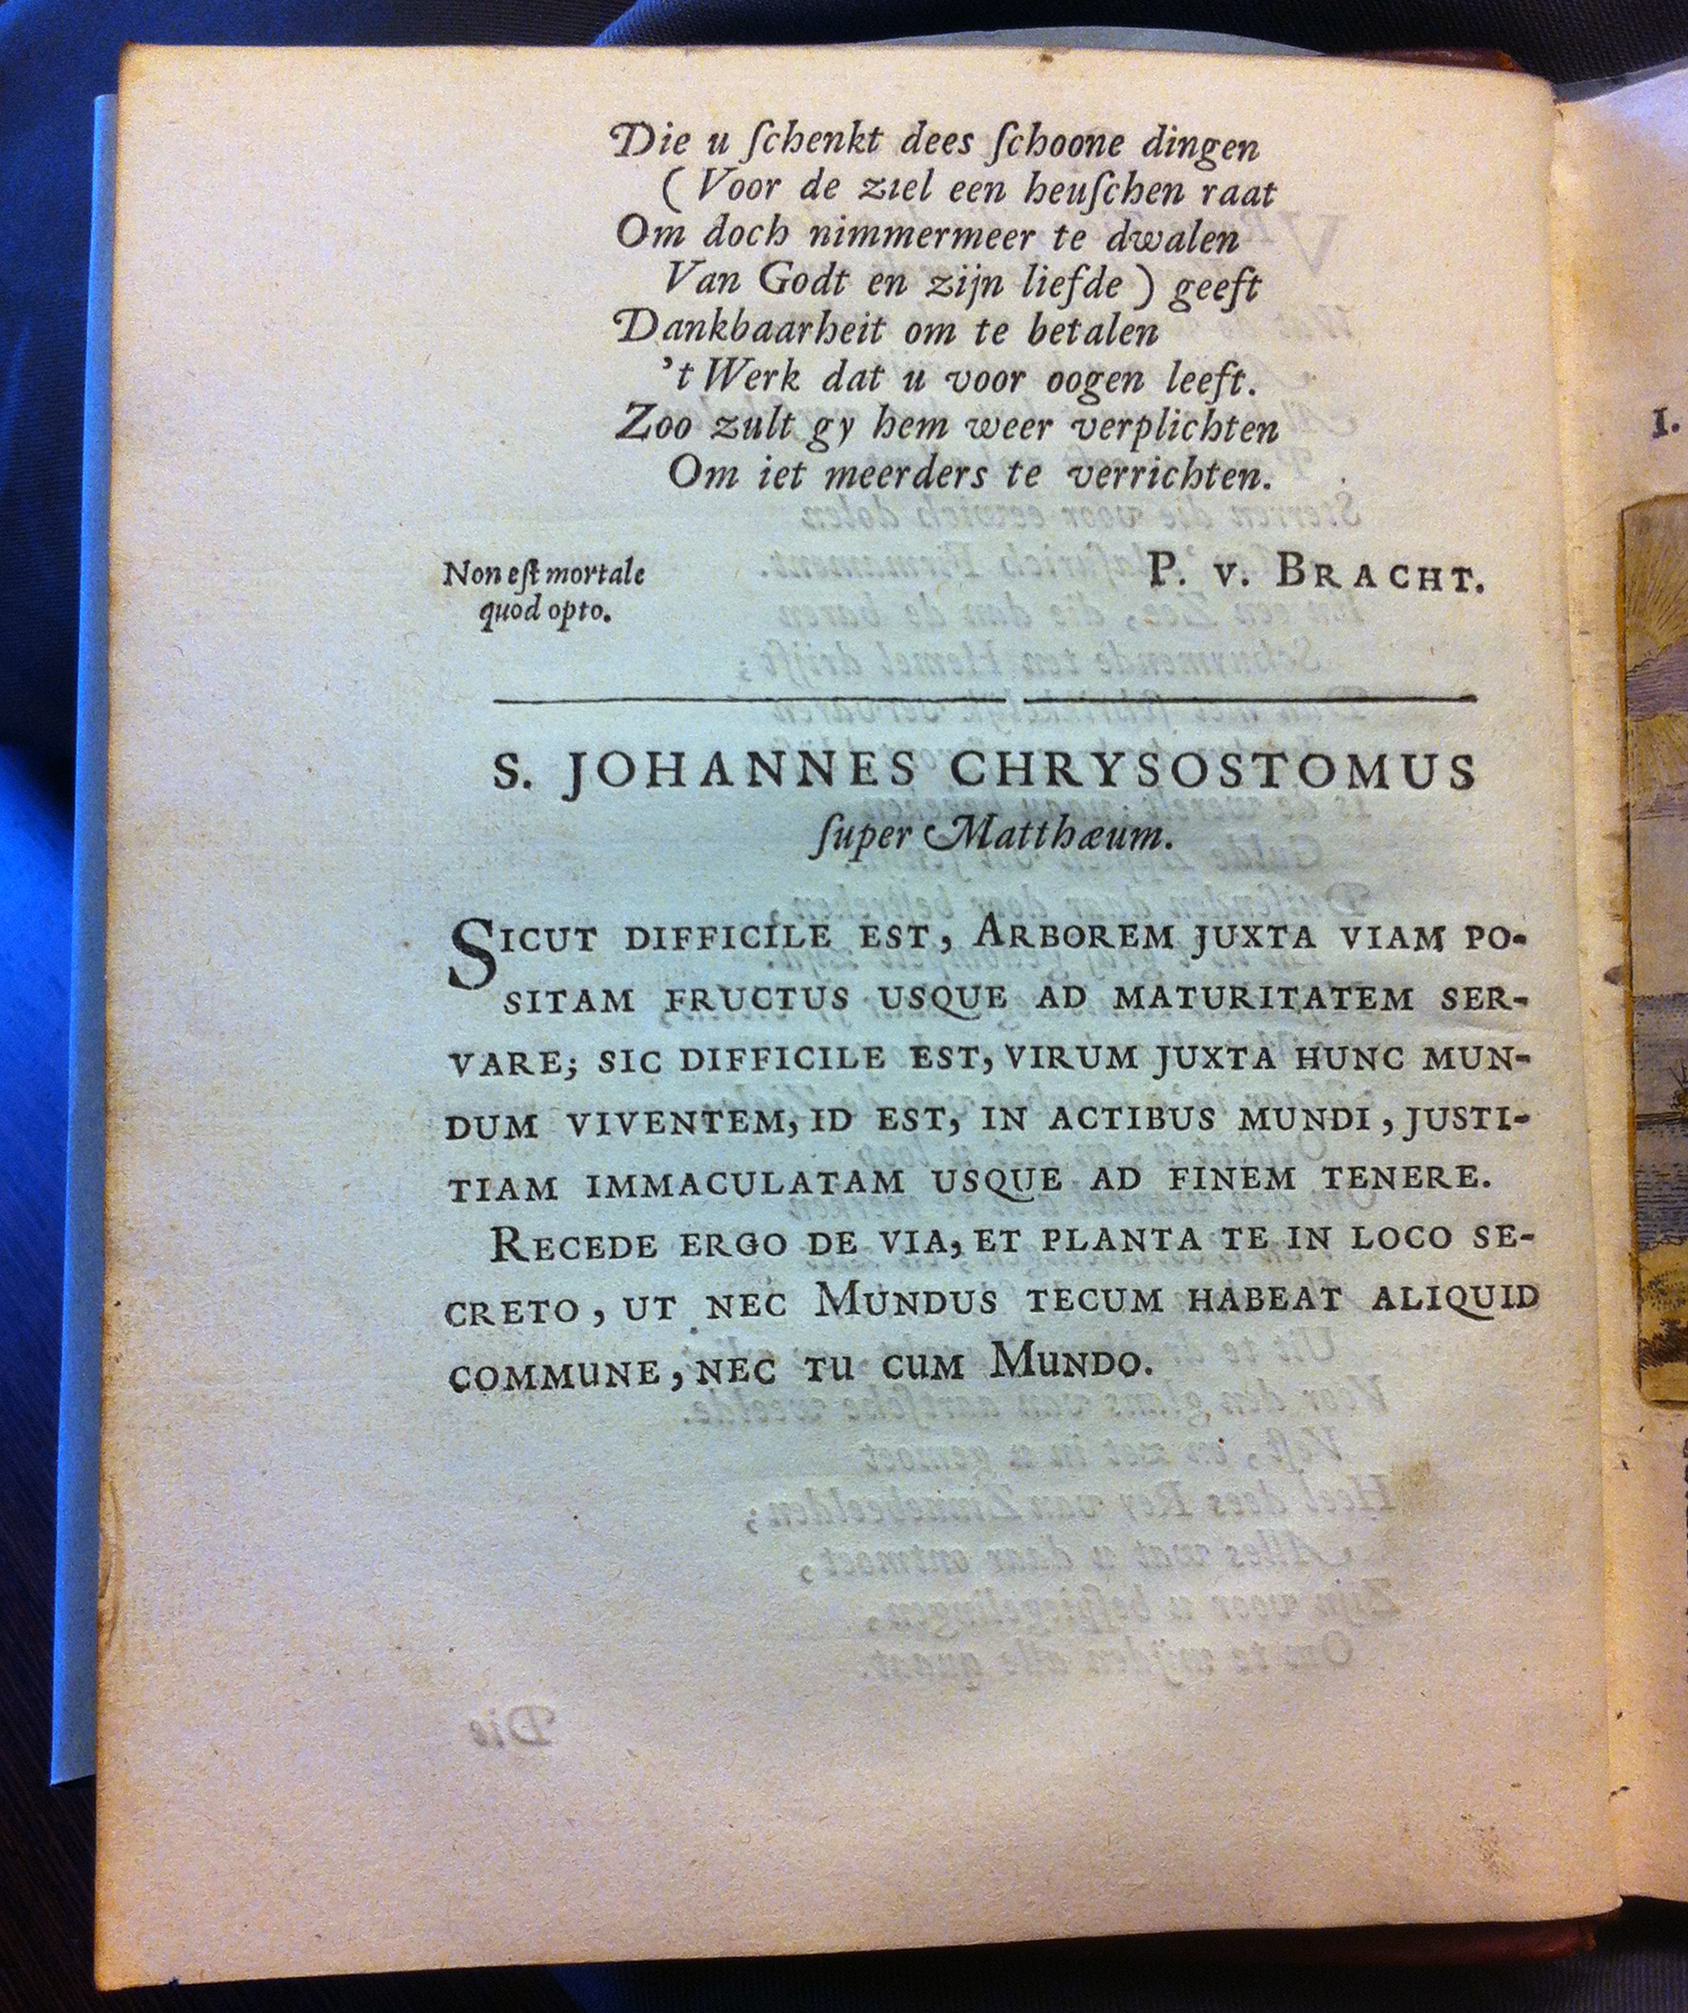 Die u ſchenkt dees ſchoone dingen
( Voor de ziel een heuſchen raat
Om doch nimmermeer te dwalen
Van Godt en zijn liefde ) geeft
Dankbaarheit om te betalen
't Werk dat u voor oogen leeft.
Zoo zult gy hem weer verplichten
Om iet meerders te verrichten.
Non eſt mortale
quod opto.
P. v. BRACHT.
S. JOHANNES CHRYSOSTOMUS
ſuper Matthæum.
SICUT DIFFICILE EST, ARBOREM JUXTA VIAM PO-
SITAM FRUCTUS USQUE AD MATURITATEM SER-
VARE; SIC DIFFICILE EST, VIRUM JUXTA HUNC MUN-
DUM VIVENTEM, ID EST, IN ACTIBUS MUNDI, JUSTI-
TIAM IMMACULATAM USQUE AD FINEM TENERE.
RECEDE ERGO DE VIA, ET PLANTA TE IN LOCO SE-
CRETO, UT NEC MUNDUS TECUM HABEAT ALIQUID
COMMUNE, NEC TU CUM MUNDO.
I.